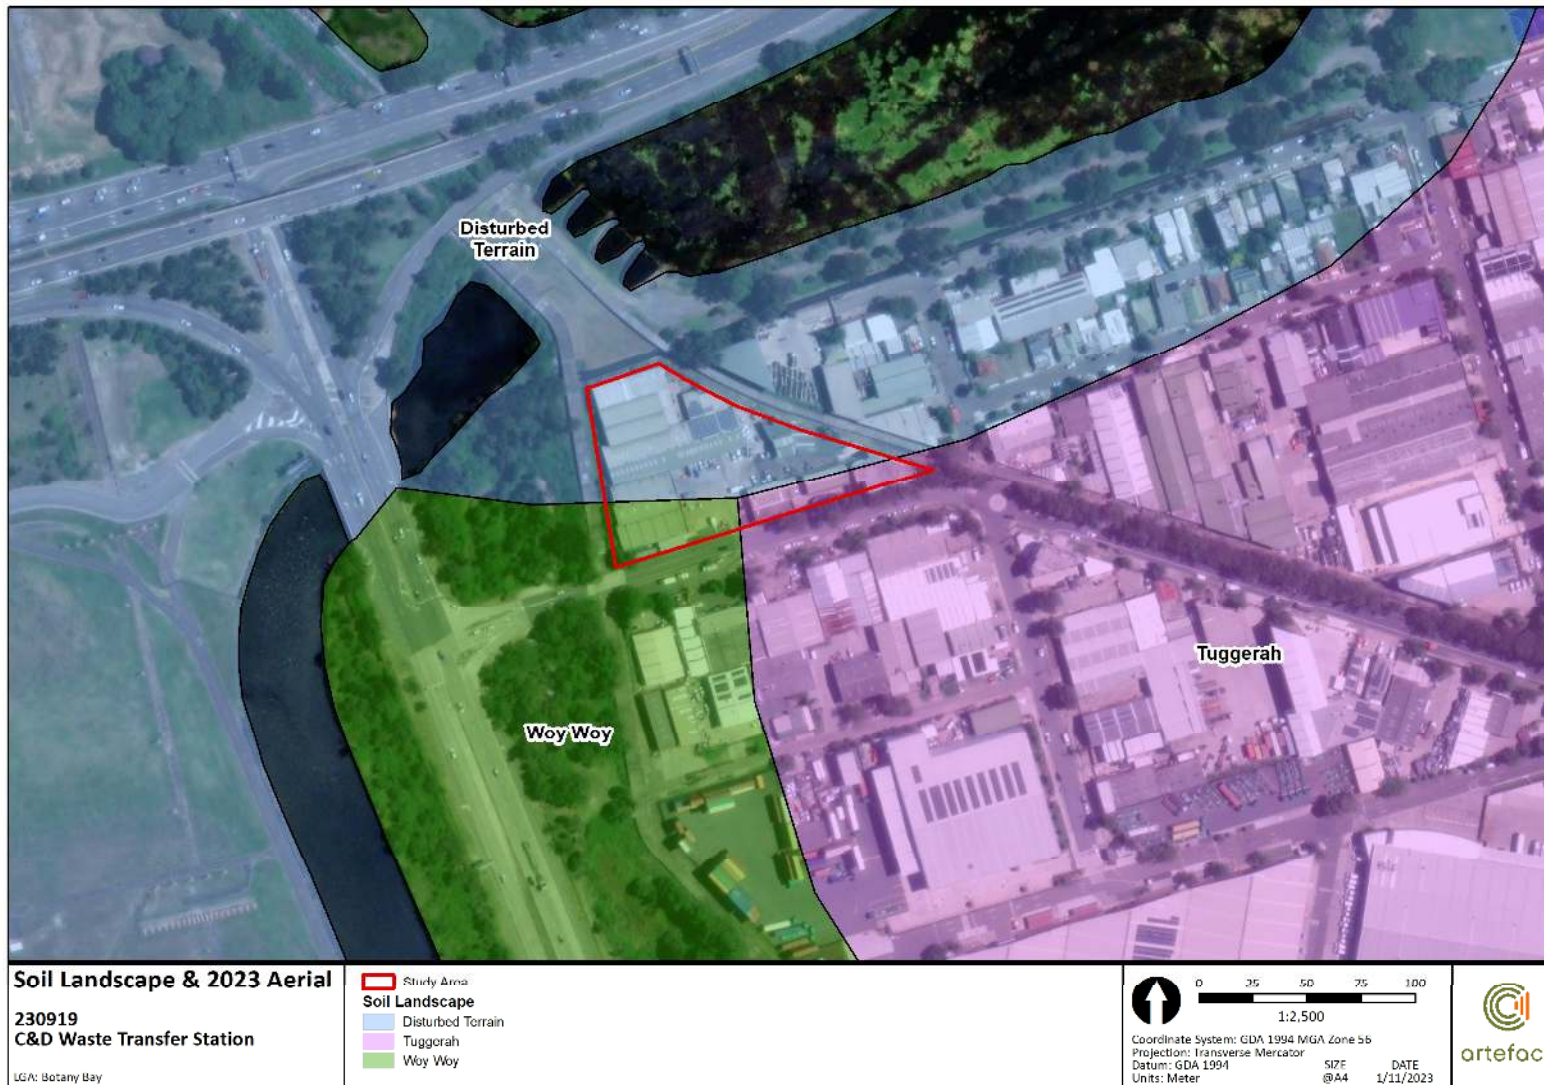 Disturbed
Terrain
Tuggerah
Woy Woy
Soil Landscape & 2023 Aerial
230919
C&D Waste Transfer Station
LGA: Botany Bay
Study Area
Soil Landscape
Disturbed Terrain
Tuggerah
Woy Woy
0 25 50 75 100
1:2,500
Coordinate System: GDA 1994 MGA Zone 56
Projection: Transverse Mercator
Datum: GDA 1994
Units: Meter
SIZE
@A4
DATE
1/11/2023
artefac